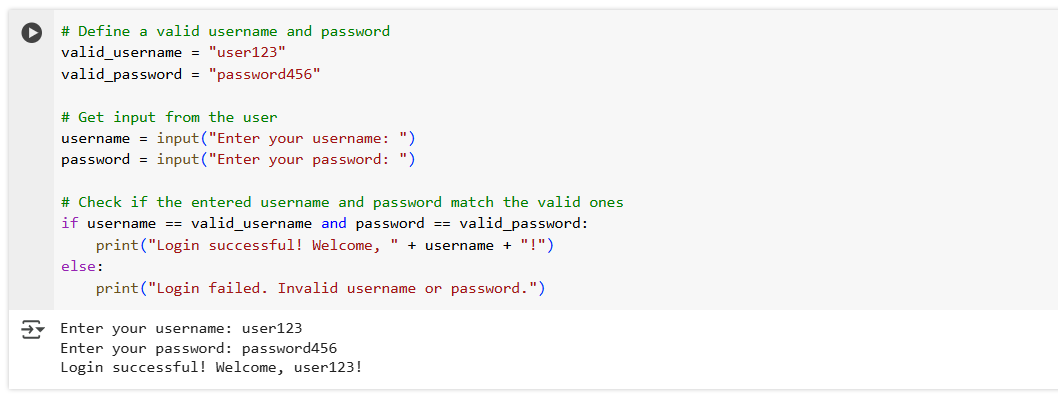 # Define a valid username and password
valid_username = "user123"
valid_password = "password456"
# Get input from the user
username = input("Enter your username: ")
password = input("Enter your password: ")
# Check if the entered username and password match the valid ones
if username == valid_username and password == valid_password:
    print("Login successful! Welcome, " + username + "!")
else:
    print("Login failed. Invalid username or password.")
Enter your username: user123
Enter your password: password456
Login successful! Welcome, user123!